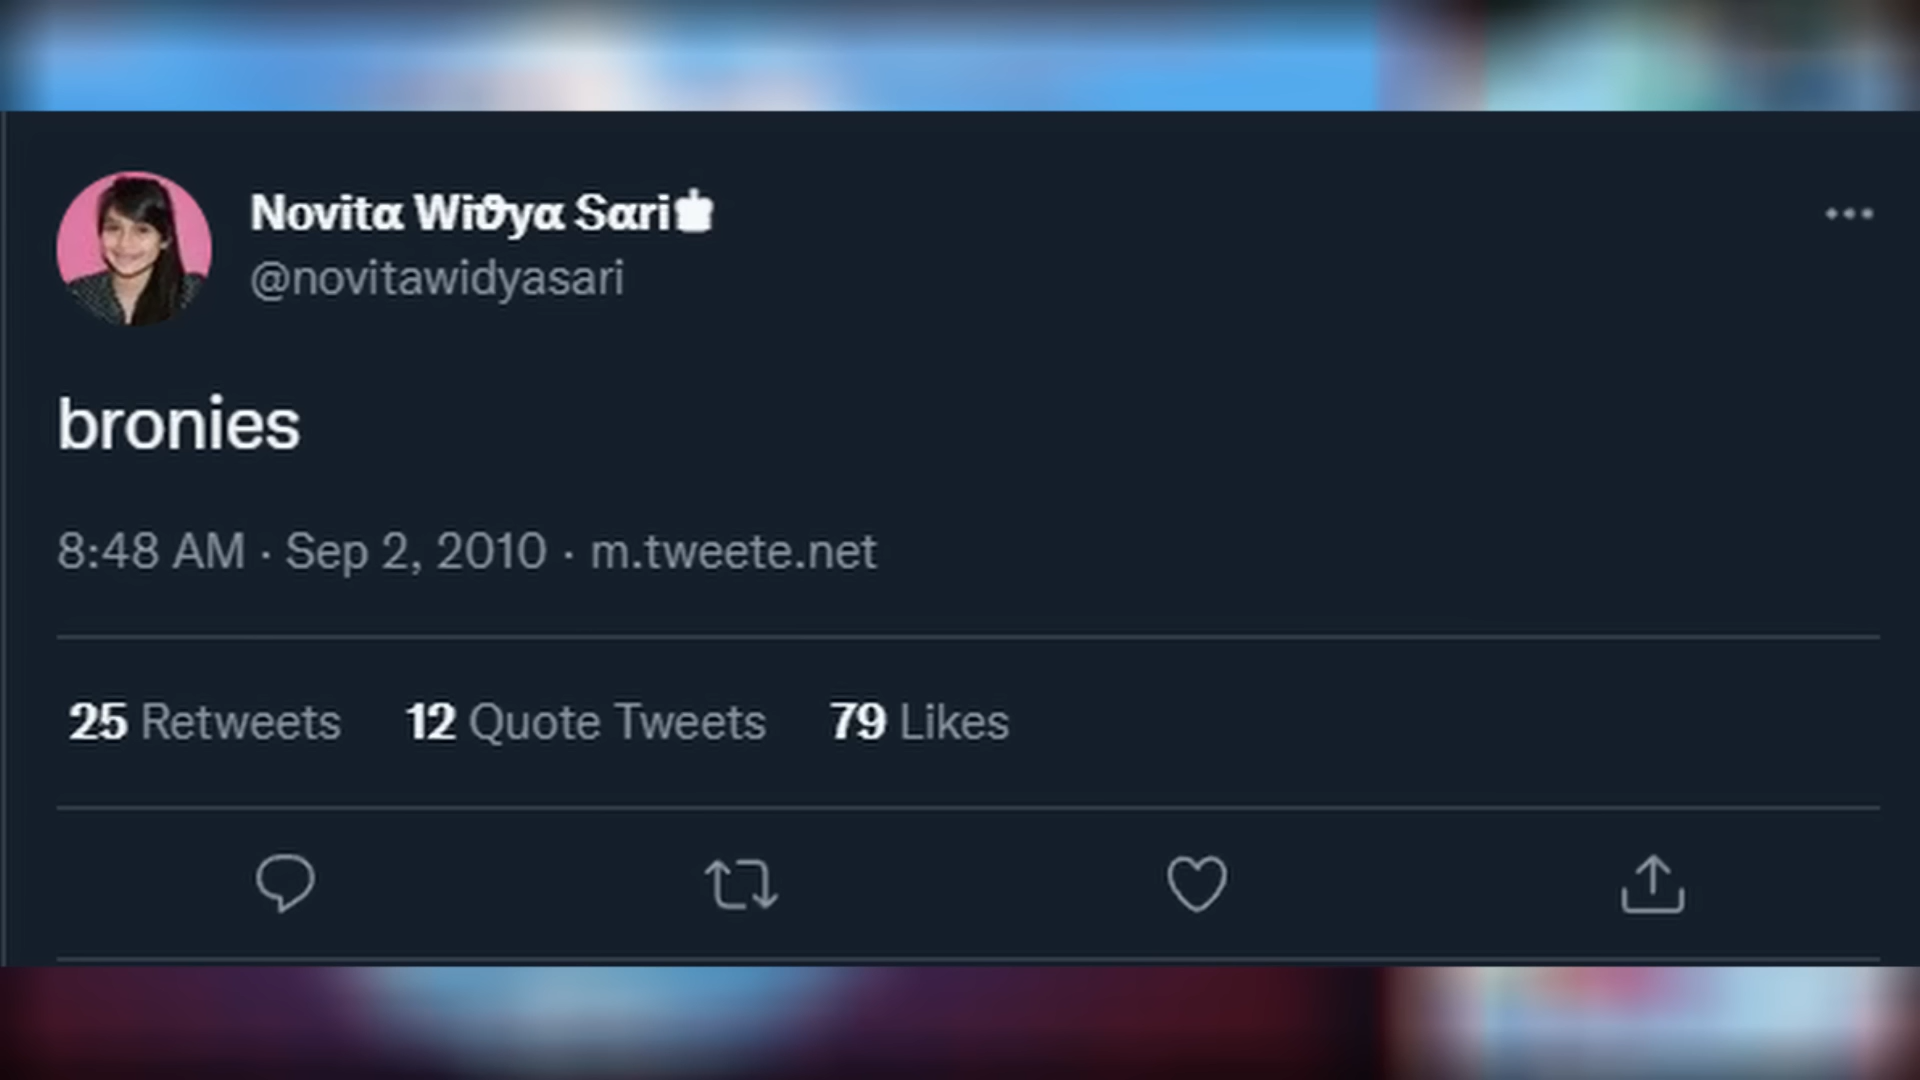 Novitα Wiϑyα Sαri
@novitawidyasari
bronies
8:48 AM · Sep 2, 2010 · m.tweete.net
25 Retweets 12 Quote Tweets 79 Likes